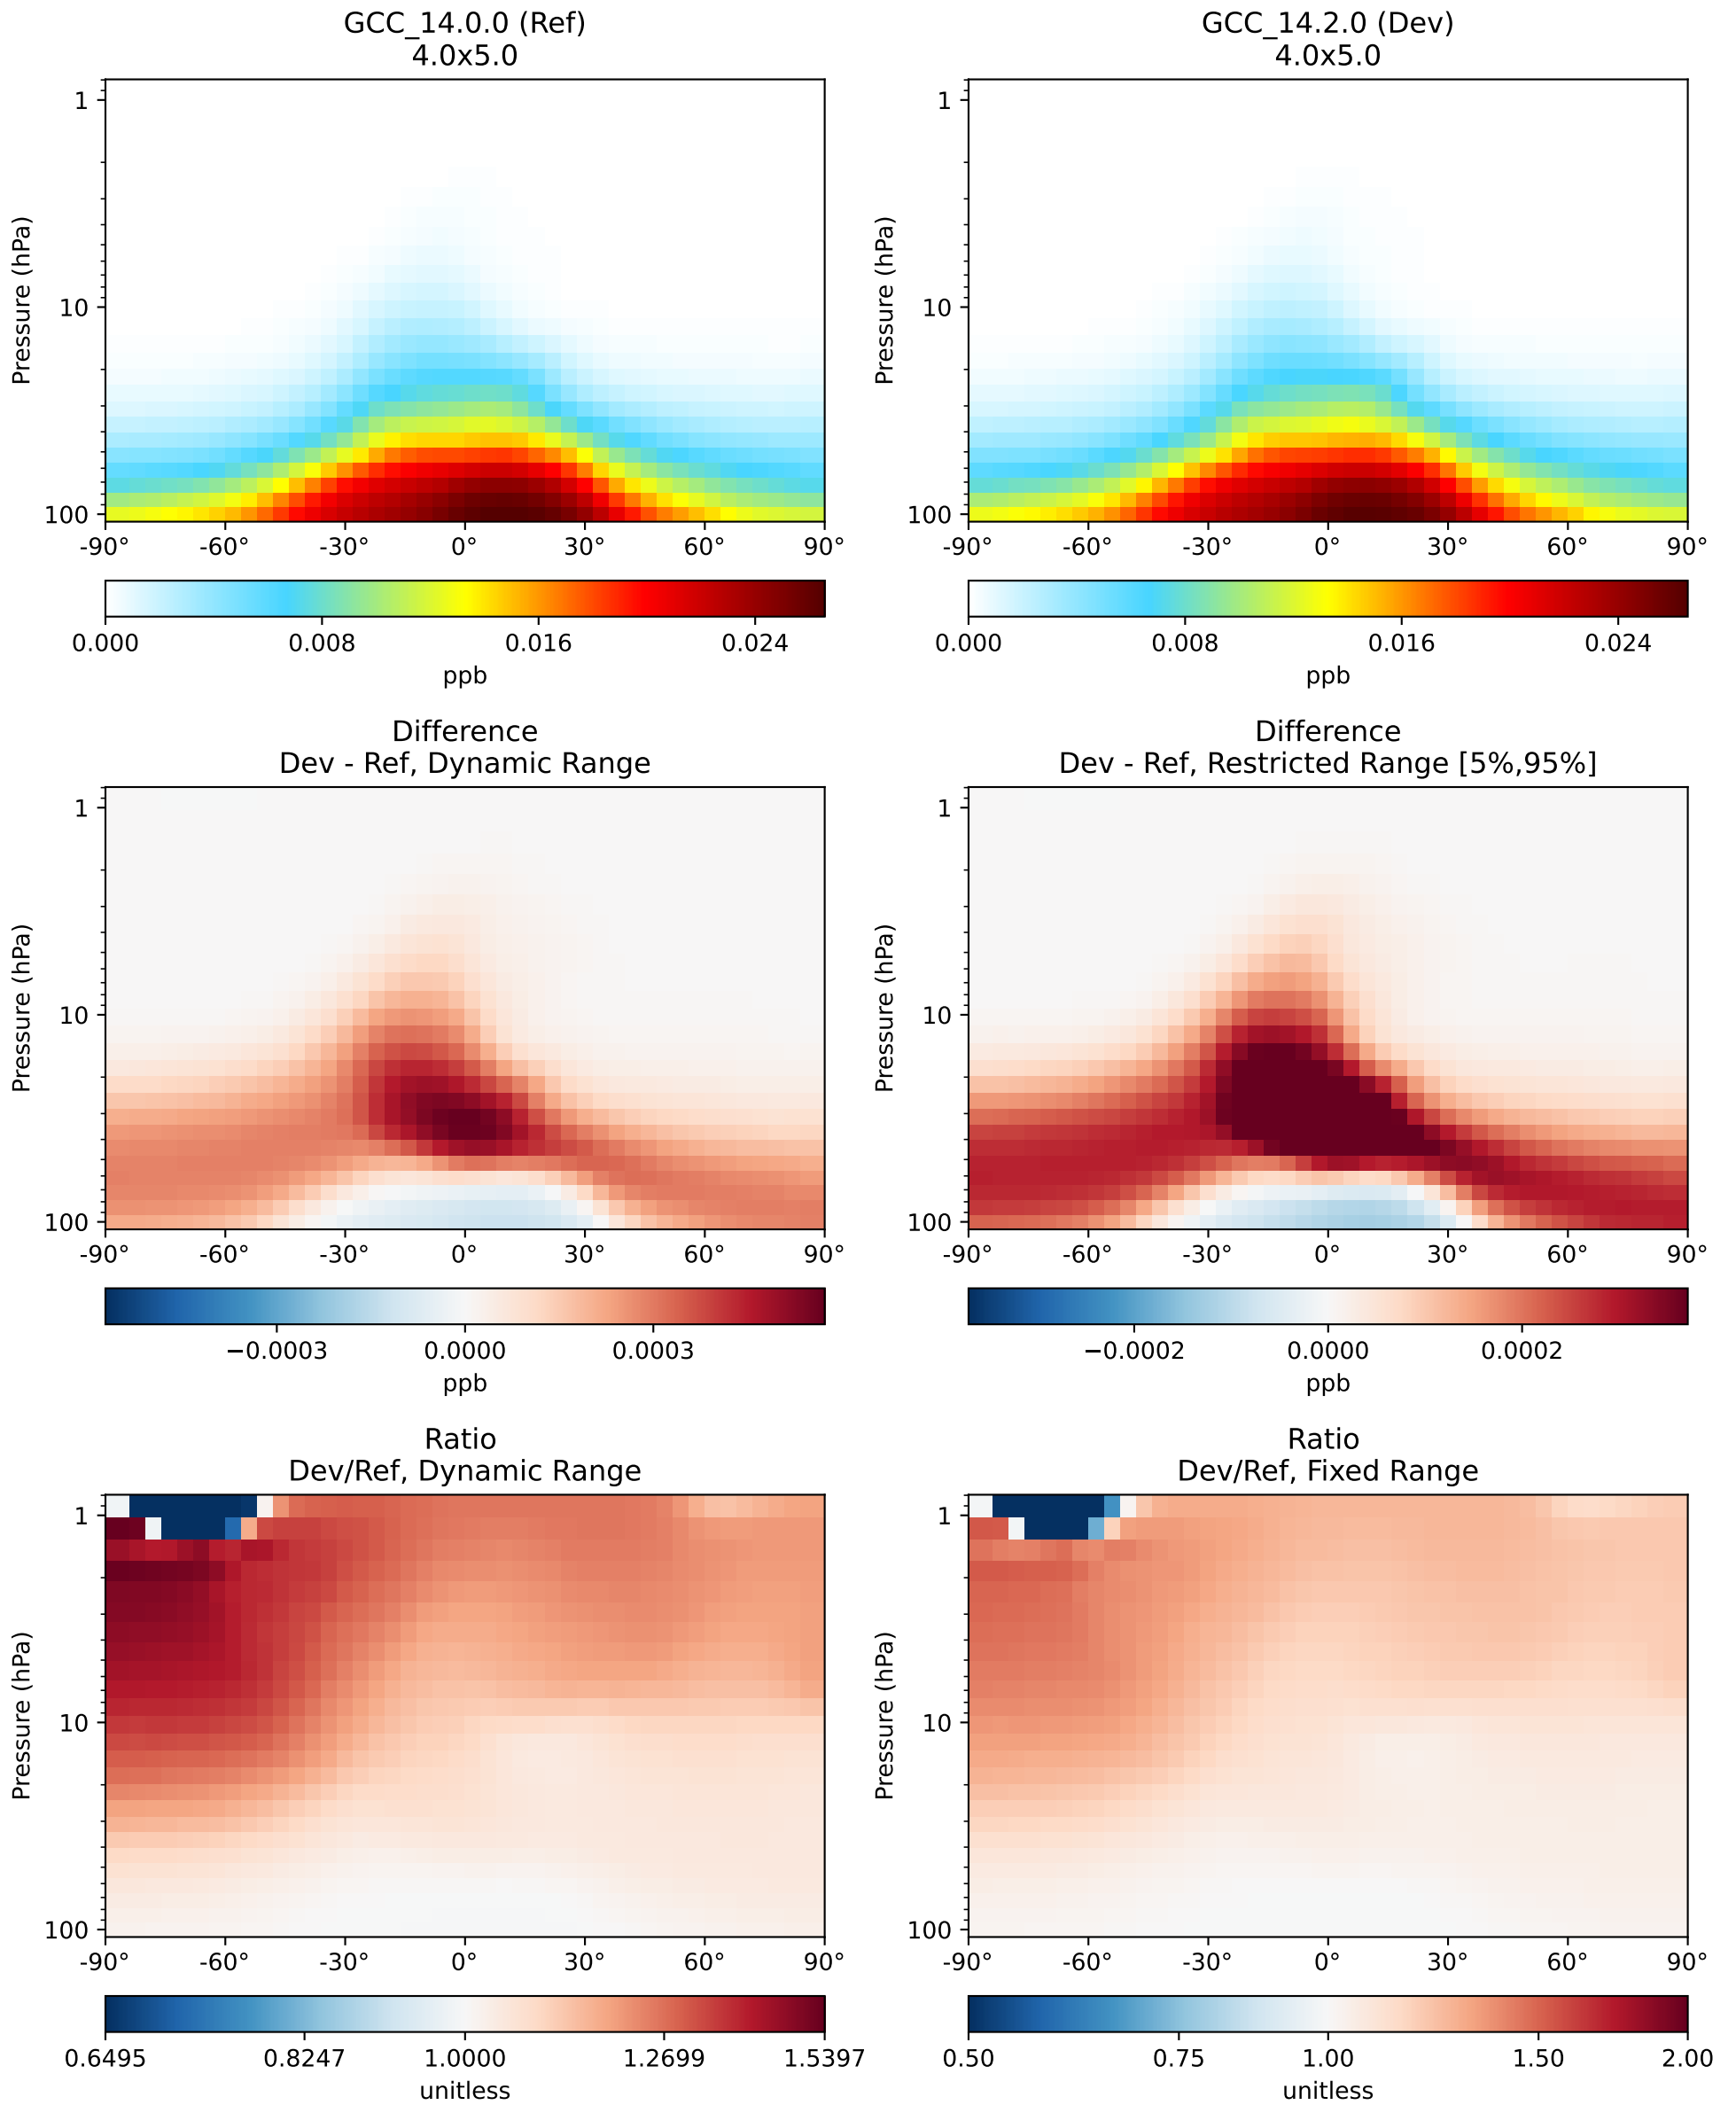 GCC_14.0.0 (Ref)
4.0x5.0
GCC_14.2.0 (Dev)
4.0x5.0
Pressure (hPa)
1
10
100
-90° -60° -30° 0° 30° 60° 90°
0.000 0.008 0.016 0.024
ppb
Pressure (hPa)
1
10
100
-90° -60° -30° 0° 30° 60° 90°
0.000 0.008 0.016 0.024
ppb
Difference
Dev - Ref, Dynamic Range
Difference
Dev - Ref, Restricted Range [5%,95%]
Pressure (hPa)
1
10
100
-90° -60° -30° 0° 30° 60° 90°
−0.0003 0.0000 0.0003
ppb
Pressure (hPa)
1
10
100
-90° -60° -30° 0° 30° 60° 90°
−0.0002 0.0000 0.0002
ppb
Ratio
Dev/Ref, Dynamic Range
Ratio
Dev/Ref, Fixed Range
Pressure (hPa)
1
10
100
-90° -60° -30° 0° 30° 60° 90°
0.6495 0.8247 1.0000 1.2699 1.5397
unitless
Pressure (hPa)
1
10
100
-90° -60° -30° 0° 30° 60° 90°
0.50 0.75 1.00 1.50 2.00
unitless